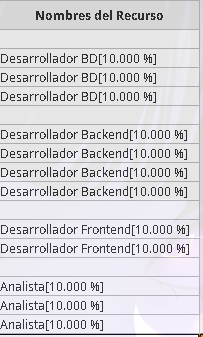 Nombres del Recurso
Desarrollador BD[10.000 %]
Desarrollador BD[10.000 %]
Desarrollador BD[10.000 %]
Desarrollador Backend[10.000 %]
Desarrollador Backend[10.000 %]
Desarrollador Backend[10.000 %]
Desarrollador Backend[10.000 %]
Desarrollador Frontend[10.000 %]
Desarrollador Frontend[10.000 %]
Analista[10.000 %]
Analista[10.000 %]
Analista[10.000 %]